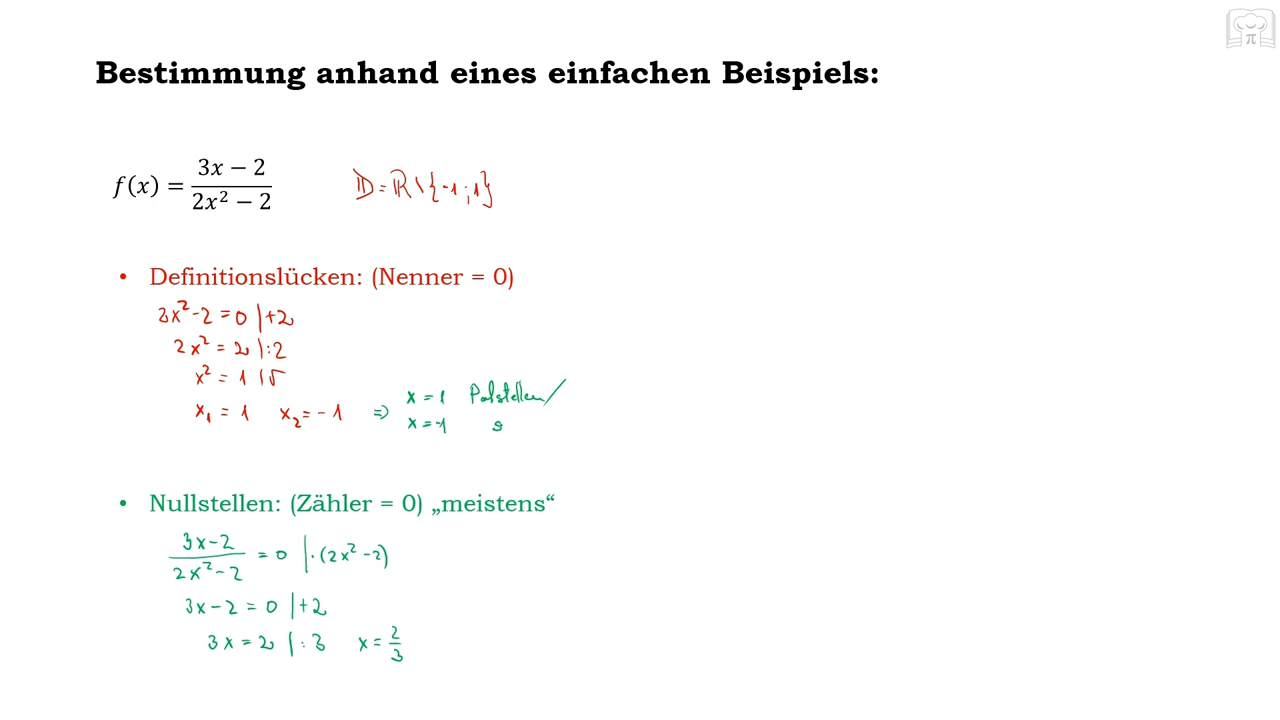 Bestimmung anhand eines einfachen Beispiels:
f(x) = (3x − 2)/(2x² − 2)
D = ℝ \ {-1 ; 1}
• Definitionslücken: (Nenner = 0)
2x² - 2 = 0 | +2
2x² = 2 | : 2
x² = 1 | √
x₁ = 1 x₂ = - 1 ⇒ x = 1 Polstellen/
x = -1
• Nullstellen: (Zähler = 0) „meistens“
(3x - 2)/(2x² - 2) = 0 | · (2x² - 2)
3x - 2 = 0 | + 2
3x = 2 | : 3 x = 2/3
π